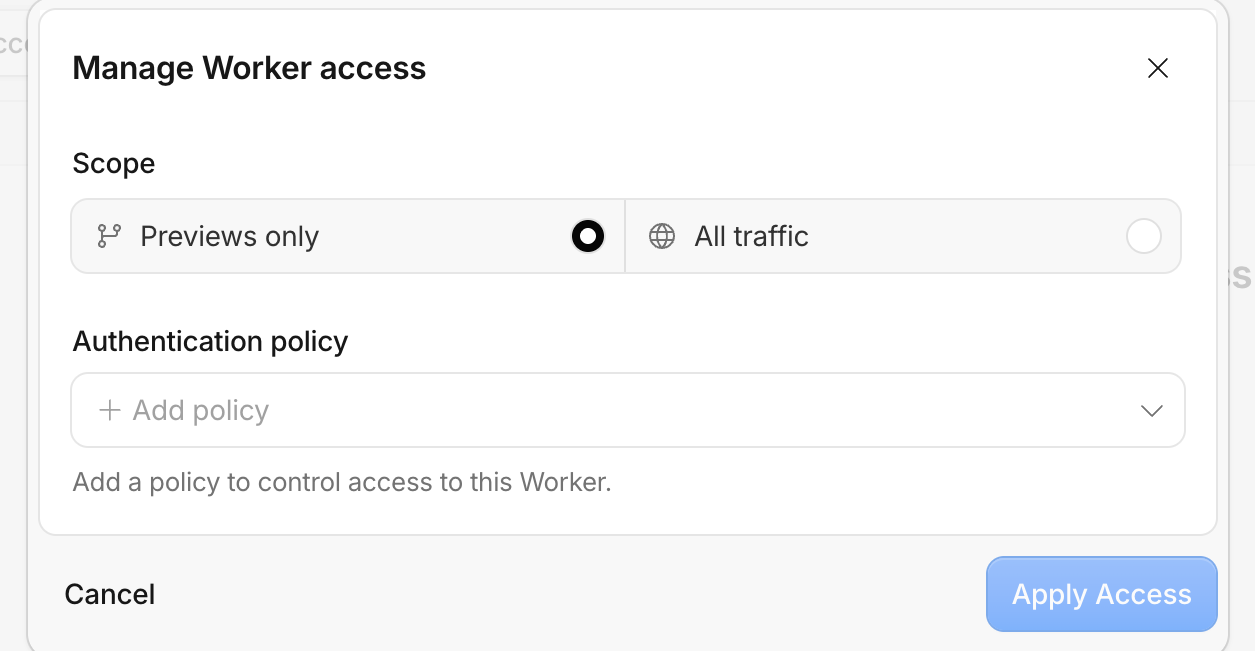 Manage Worker access
Scope
Previews only
All traffic
Authentication policy
Add policy
Add a policy to control access to this Worker.
Cancel
Apply Access